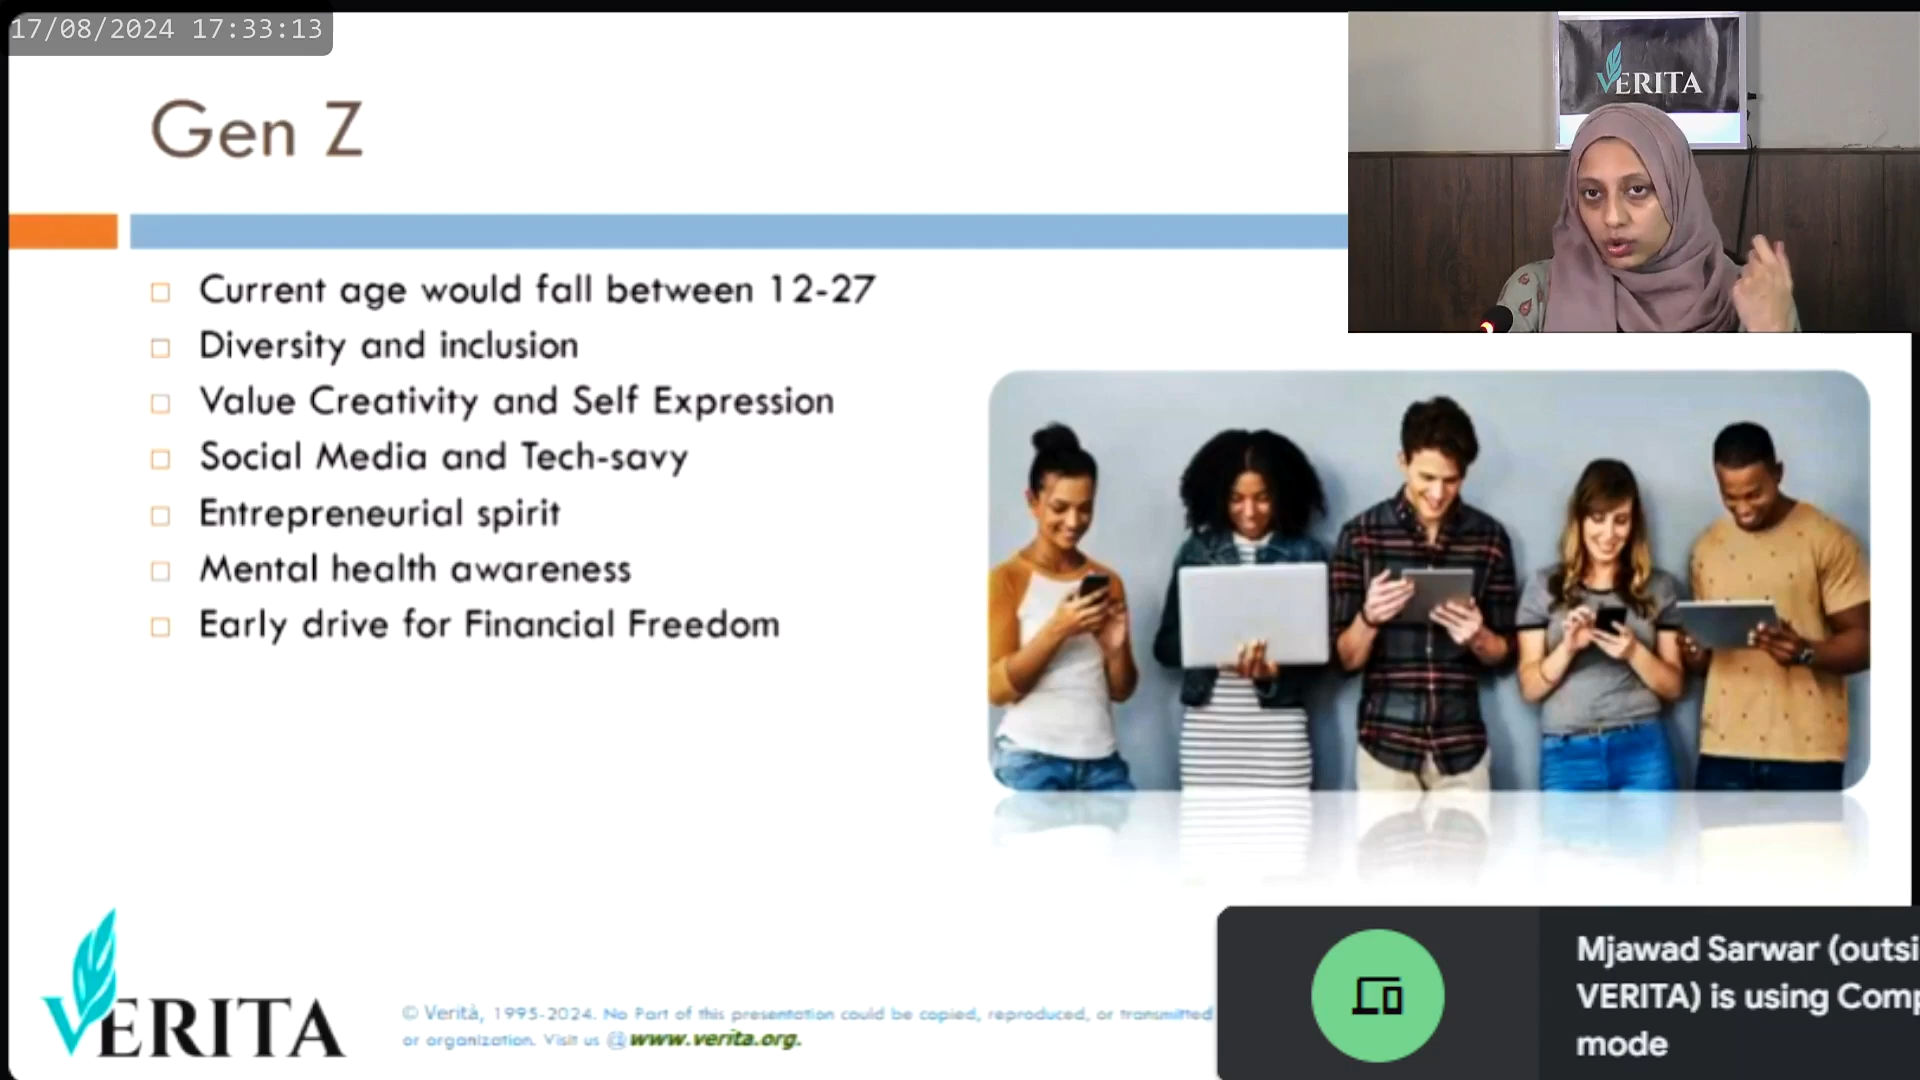 17/08/2024 17:33:13
VERITA
Gen Z
Current age would fall between 12-27
Diversity and inclusion
Value Creativity and Self Expression
Social Media and Tech-savy
Entrepreneurial spirit
Mental health awareness
Early drive for Financial Freedom
VERITA
© Verità, 1995-2024. No Part of this presentation could be copied, reproduced, or transmitted
or organization. Visit us @www.verita.org.
Mjawad Sarwar (outsi
VERITA) is using Comp
mode